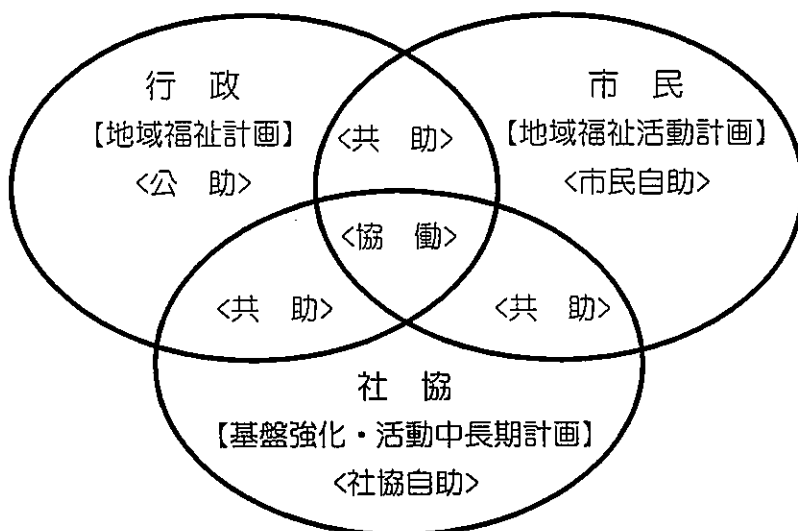 行　政
【地域福祉計画】
<公　助>
<共　助>
市　民
【地域福祉活動計画】
<市民自助>
<協　働>
<共　助>
<共　助>
社　協
【基盤強化・活動中長期計画】
<社協自助>